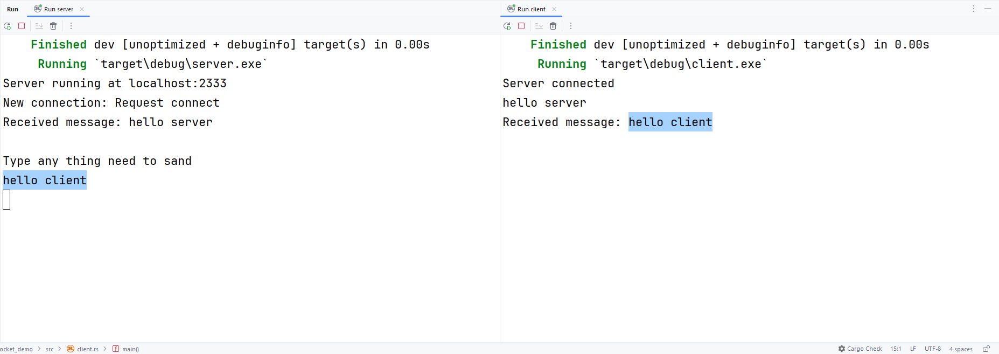 Run
Run server
Finished dev [unoptimized + debuginfo] target(s) in 0.00s
Running `target\debug\server.exe`
Server running at localhost:2333
New connection: Request connect
Received message: hello server
Type any thing need to sand
hello client
Run client
Finished dev [unoptimized + debuginfo] target(s) in 0.00s
Running `target\debug\client.exe`
Server connected
hello server
Received message: hello client
ocket_demo > src > client.rs > main()
Cargo Check 15:1 LF UTF-8 4 spaces